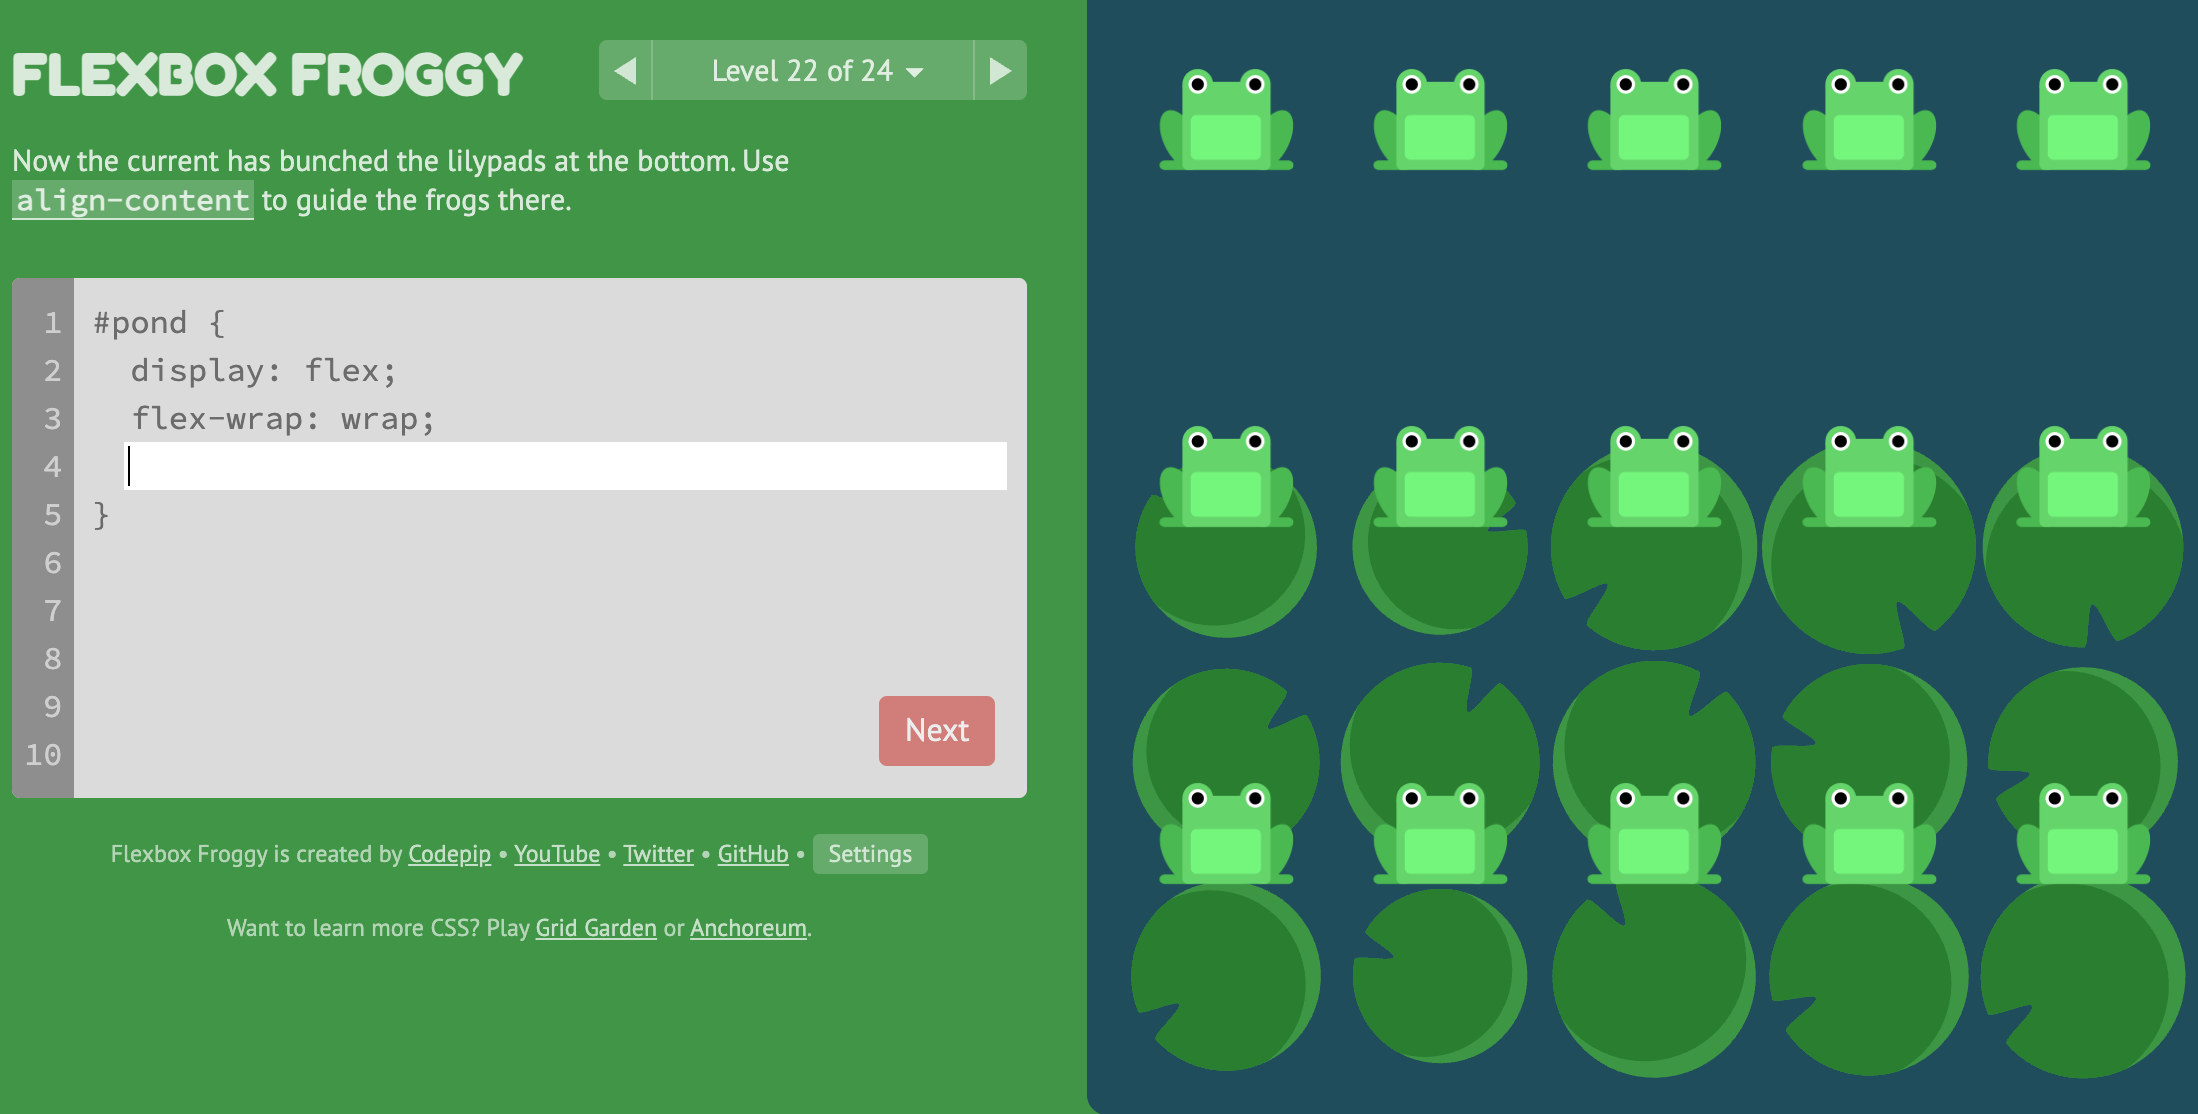 FLEXBOX FROGGY
Level 22 of 24
Now the current has bunched the lilypads at the bottom. Use
align-content to guide the frogs there.
1 #pond {
2 display: flex;
3 flex-wrap: wrap;
4
5 }
6
7
8
9
10
Next
Flexbox Froggy is created by Codepip • YouTube • Twitter • GitHub • Settings
Want to learn more CSS? Play Grid Garden or Anchoreum.